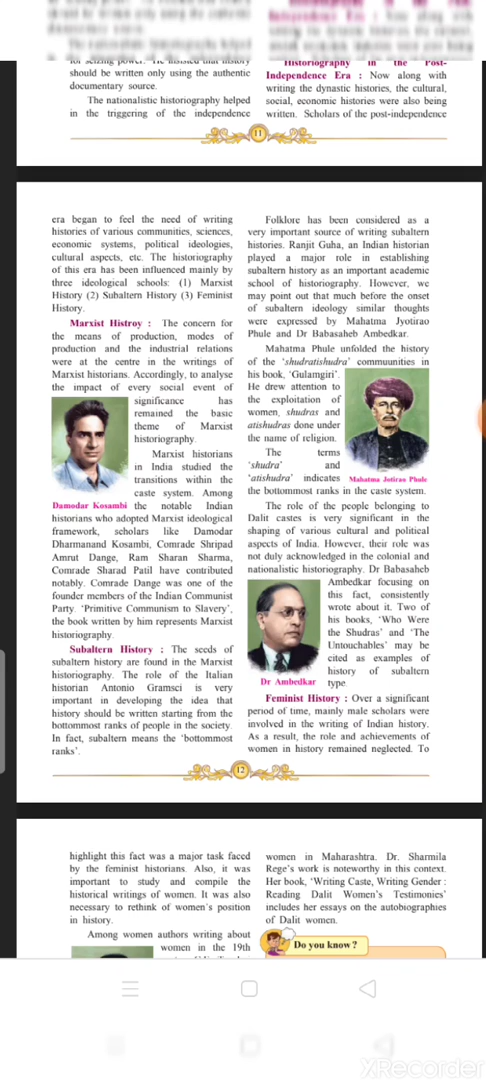 should be written only using the authentic
documentary source.
The nationalistic historiography helped
in the triggering of the independence
Historiography in the Post-
Independence Era : Now along with
writing the dynastic histories, the cultural,
social, economic histories were also being
written. Scholars of the post-independence
11
era began to feel the need of writing
histories of various communities, sciences,
economic systems, political ideologies,
cultural aspects, etc. The historiography
of this era has been influenced mainly by
three ideological schools: (1) Marxist
History (2) Subaltern History (3) Feminist
History.
Marxist Histroy : The concern for
the means of production, modes of
production and the industrial relations
were at the centre in the writings of
Marxist historians. Accordingly, to analyse
the impact of every social event of
significance has
remained the basic
theme of Marxist
historiography.
Marxist historians
in India studied the
transitions within the
caste system. Among
Damodar Kosambi
the notable Indian
historians who adopted Marxist ideological
framework, scholars like Damodar
Dharmanand Kosambi, Comrade Shripad
Amrut Dange, Ram Sharan Sharma,
Comrade Sharad Patil have contributed
notably. Comrade Dange was one of the
founder members of the Indian Communist
Party. 'Primitive Communism to Slavery',
the book written by him represents Marxist
historiography.
Subaltern History : The seeds of
subaltern history are found in the Marxist
historiography. The role of the Italian
historian Antonio Gramsci is very
important in developing the idea that
history should be written starting from the
bottommost ranks of people in the society.
In fact, subaltern means the 'bottommost
ranks'.
Folklore has been considered as a
very important source of writing subaltern
histories. Ranjit Guha, an Indian historian
played a major role in establishing
subaltern history as an important academic
school of historiography. However, we
may point out that much before the onset
of subaltern ideology similar thoughts
were expressed by Mahatma Jyotirao
Phule and Dr Babasaheb Ambedkar.
Mahatma Phule unfolded the history
of the 'shudratishudra' commuunities in
his book, 'Gulamgiri'.
He drew attention to
the exploitation of
women, shudras and
atishudras done under
the name of religion.
The terms
'shudra' and
'atishudra' indicates
Mahatma Jotirao Phule
the bottommost ranks in the caste system.
The role of the people belonging to
Dalit castes is very significant in the
shaping of various cultural and political
aspects of India. However, their role was
not duly acknowledged in the colonial and
nationalistic historiography. Dr Babasaheb
Ambedkar focusing on
this fact, consistently
wrote about it. Two of
his books, 'Who Were
the Shudras' and 'The
Untouchables' may be
cited as examples of
history of subaltern
Dr Ambedkar
type.
Feminist History : Over a significant
period of time, mainly male scholars were
involved in the writing of Indian history.
As a result, the role and achievements of
women in history remained neglected. To
12
highlight this fact was a major task faced
by the feminist historians. Also, it was
important to study and compile the
historical writings of women. It was also
necessary to rethink of women's position
in history.
Among women authors writing about
women in the 19th
women in Maharashtra. Dr. Sharmila
Rege's work is noteworthy in this context.
Her book, 'Writing Caste, Writing Gender :
Reading Dalit Women's Testimonies'
includes her essays on the autobiographies
of Dalit women.
Do you know?
XRecorder